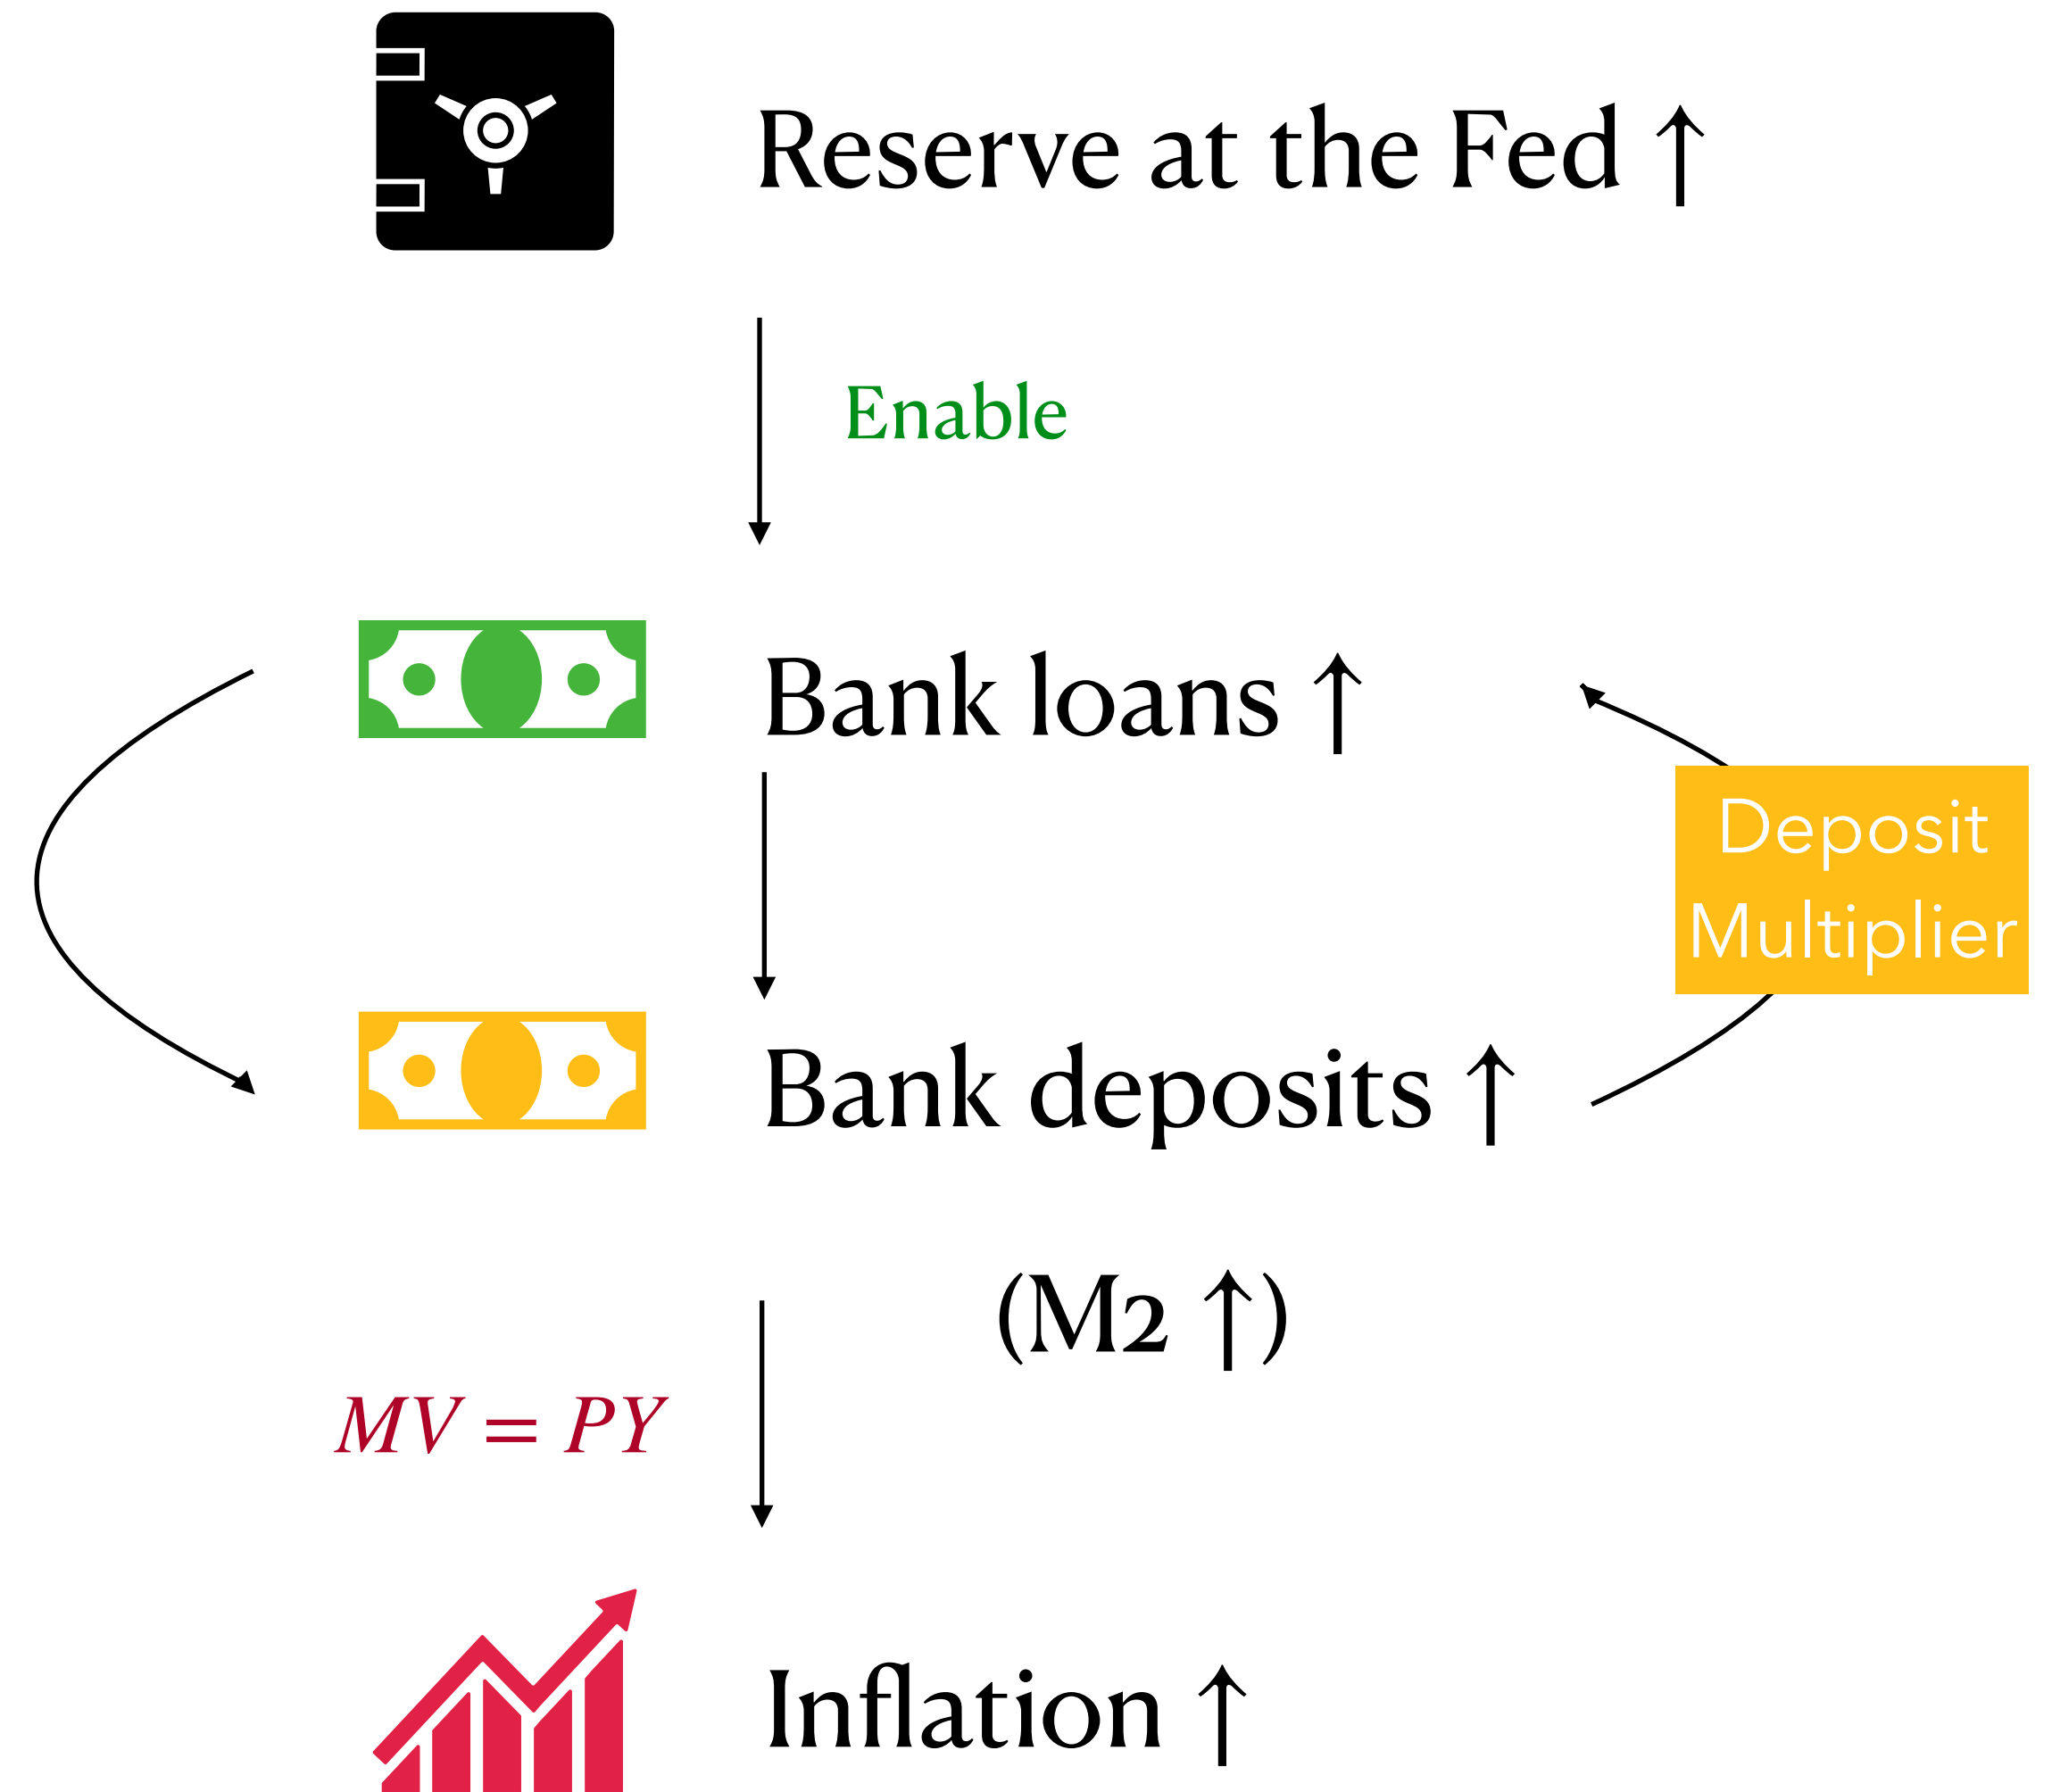 Reserve at the Fed ↑
Enable
Bank loans ↑
Deposit
Multiplier
Bank deposits ↑
(M2 ↑)
MV = PY
Inflation ↑